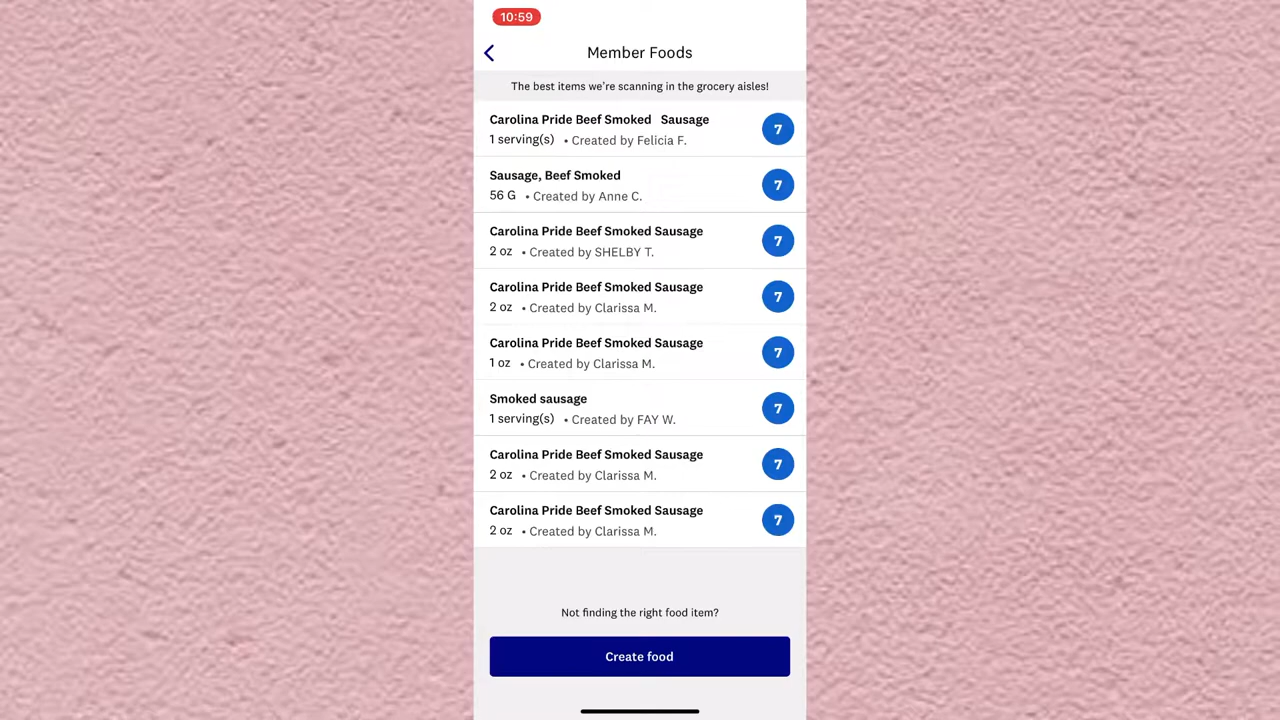 10:59
Member Foods
The best items we're scanning in the grocery aisles!
Carolina Pride Beef Smoked Sausage
1 serving(s) • Created by Felicia F.
7
Sausage, Beef Smoked
56 G • Created by Anne C.
7
Carolina Pride Beef Smoked Sausage
2 oz • Created by SHELBY T.
7
Carolina Pride Beef Smoked Sausage
2 oz • Created by Clarissa M.
7
Carolina Pride Beef Smoked Sausage
1 oz • Created by Clarissa M.
7
Smoked sausage
1 serving(s) • Created by FAY W.
7
Carolina Pride Beef Smoked Sausage
2 oz • Created by Clarissa M.
7
Carolina Pride Beef Smoked Sausage
2 oz • Created by Clarissa M.
7
Not finding the right food item?
Create food